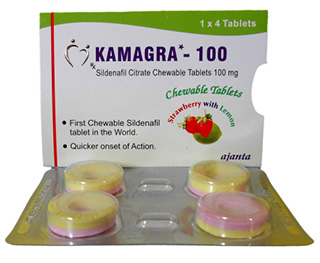 1 x 4 Tablets
KAMAGRA*- 100
Rx
Sildenafil Citrate Chewable Tablets 100 mg
Chewable Tablets
Strawberry with Lemon
• First Chewable Sildenafil
tablet in the World.
• Quicker onset of Action.
ajanta